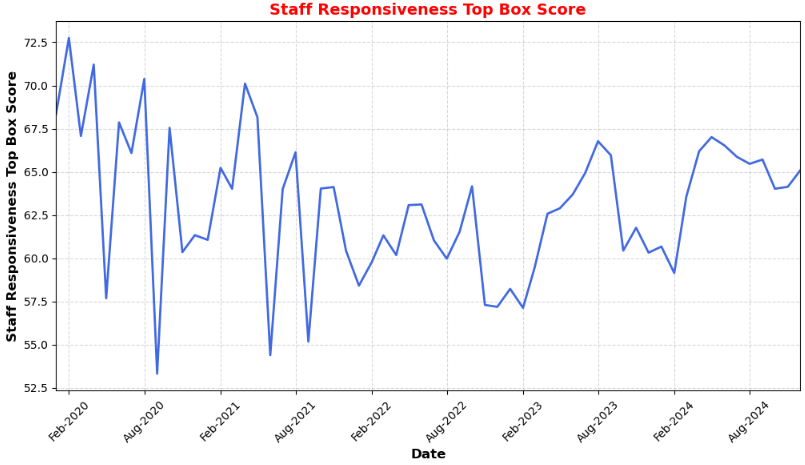 Staff Responsiveness Top Box Score
Staff Responsiveness Top Box Score
72.5
70.0
67.5
65.0
62.5
60.0
57.5
55.0
52.5
Feb-2020
Aug-2020
Feb-2021
Aug-2021
Feb-2022
Aug-2022
Feb-2023
Aug-2023
Feb-2024
Aug-2024
Date